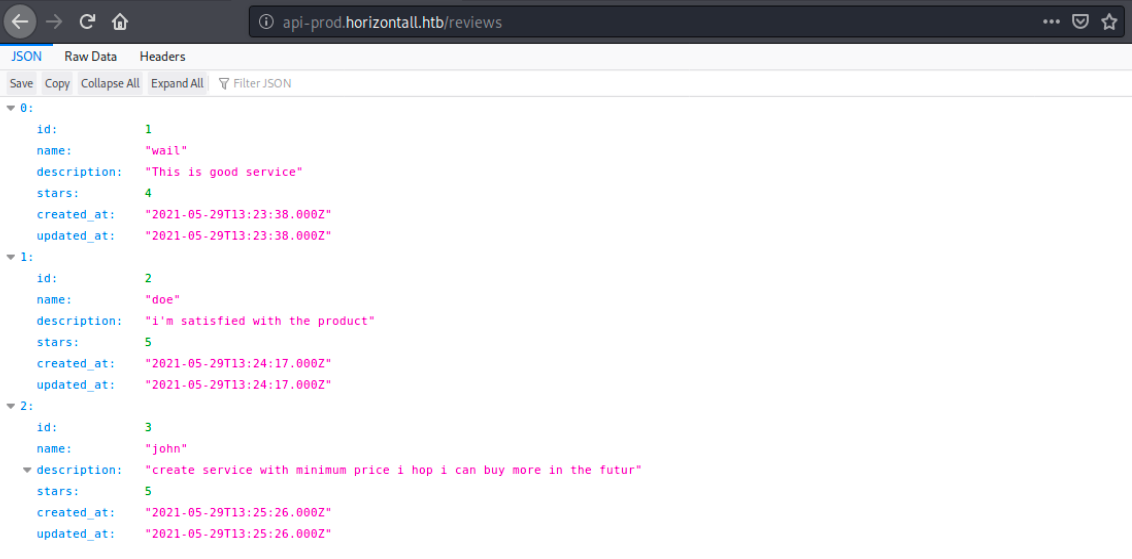 api-prod.horizontall.htb/reviews
JSON Raw Data Headers
Save Copy Collapse All Expand All Filter JSON
0:
id: 1
name: "wail"
description: "This is good service"
stars: 4
created_at: "2021-05-29T13:23:38.000Z"
updated_at: "2021-05-29T13:23:38.000Z"
1:
id: 2
name: "doe"
description: "i'm satisfied with the product"
stars: 5
created_at: "2021-05-29T13:24:17.000Z"
updated_at: "2021-05-29T13:24:17.000Z"
2:
id: 3
name: "john"
description: "create service with minimum price i hop i can buy more in the futur"
stars: 5
created_at: "2021-05-29T13:25:26.000Z"
updated_at: "2021-05-29T13:25:26.000Z"